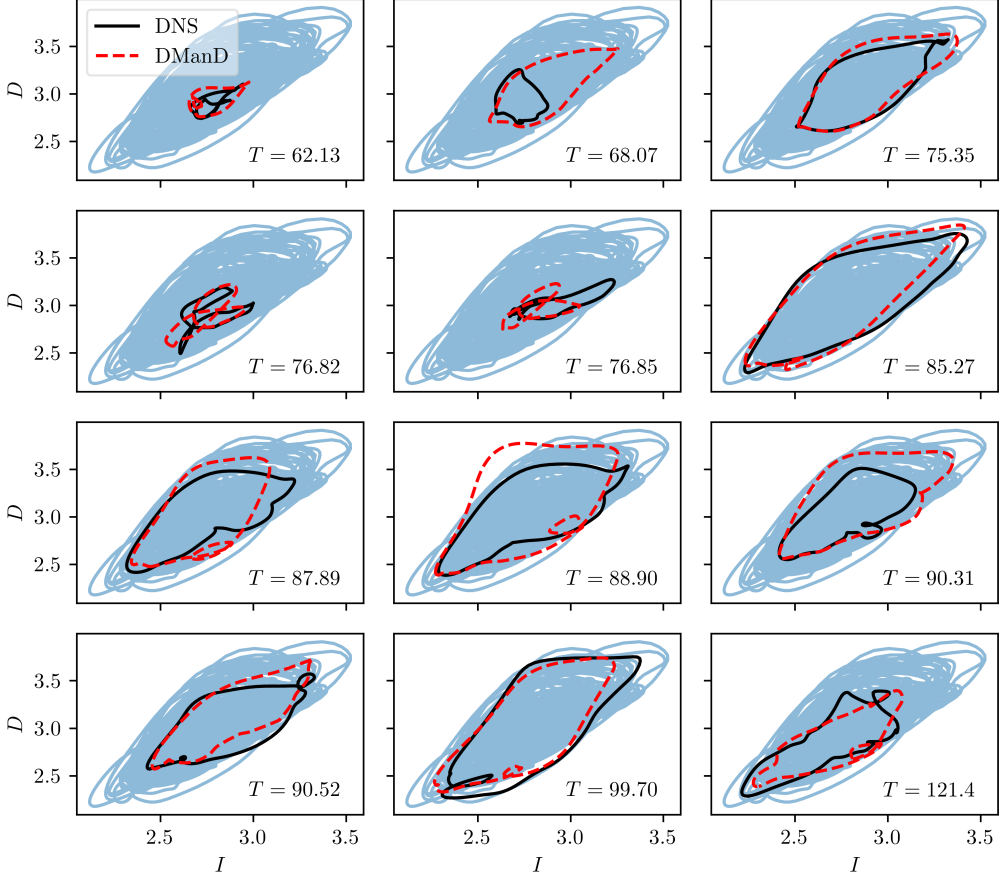 DNS
DManD
D
3.5
3.0
2.5
T = 62.13
T = 68.07
T = 75.35
D
3.5
3.0
2.5
T = 76.82
T = 76.85
T = 85.27
D
3.5
3.0
2.5
T = 87.89
T = 88.90
T = 90.31
D
3.5
3.0
2.5
T = 90.52
T = 99.70
T = 121.4
2.5 3.0 3.5
2.5 3.0 3.5
2.5 3.0 3.5
I
I
I